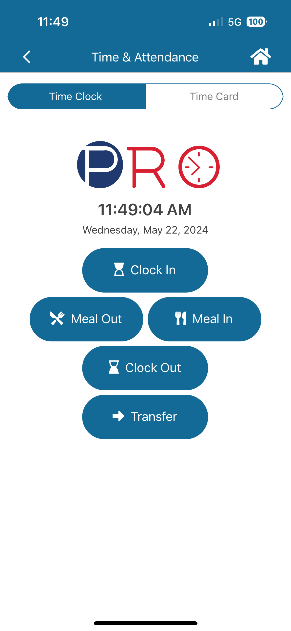 11:49 5G 100
Time & Attendance
Time Clock Time Card
PRO
11:49:04 AM
Wednesday, May 22, 2024
Clock In
Meal Out Meal In
Clock Out
Transfer